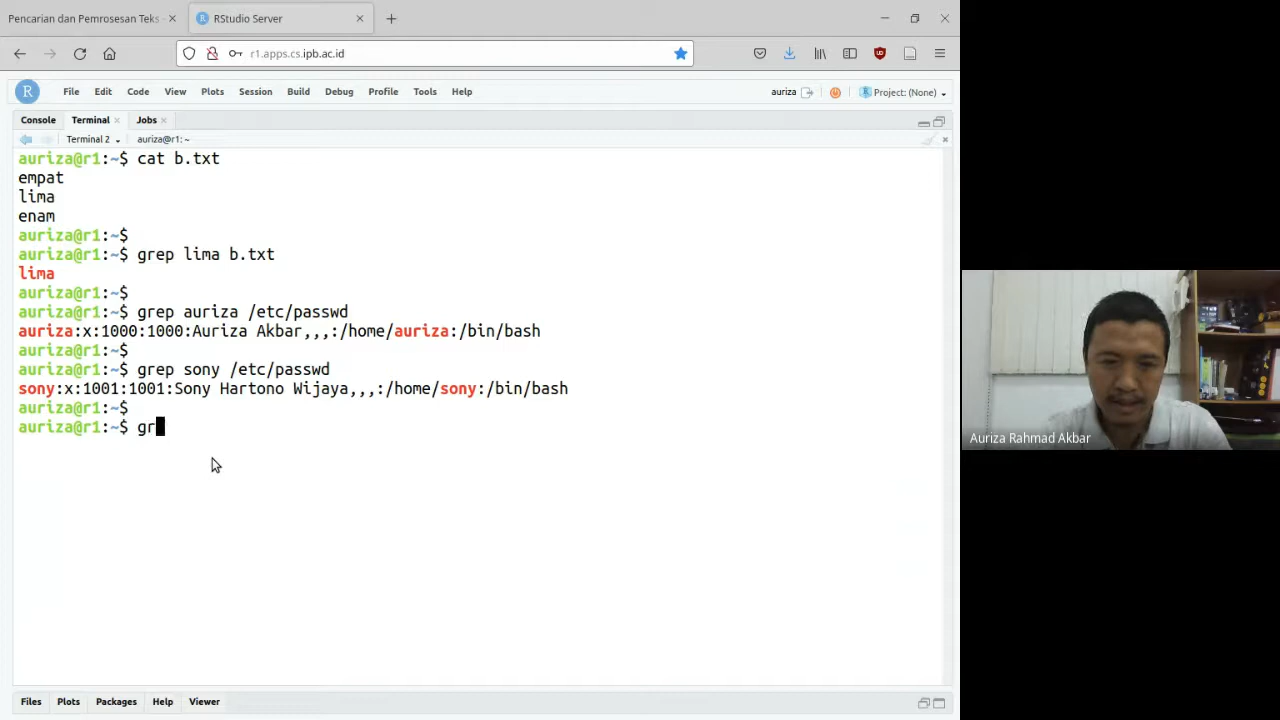 Pencarian dan Pemrosesan Teks
RStudio Server
r1.apps.cs.ipb.ac.id
R File Edit Code View Plots Session Build Debug Profile Tools Help
auriza
R Project: (None)
Console Terminal Jobs
Terminal 2 auriza@r1: ~
auriza@r1:~$ cat b.txt
empat
lima
enam
auriza@r1:~$
auriza@r1:~$ grep lima b.txt
lima
auriza@r1:~$
auriza@r1:~$ grep auriza /etc/passwd
auriza:x:1000:1000:Auriza Akbar,,,:/home/auriza:/bin/bash
auriza@r1:~$
auriza@r1:~$ grep sony /etc/passwd
sony:x:1001:1001:Sony Hartono Wijaya,,,:/home/sony:/bin/bash
auriza@r1:~$
auriza@r1:~$ gr
Auriza Rahmad Akbar
Files Plots Packages Help Viewer